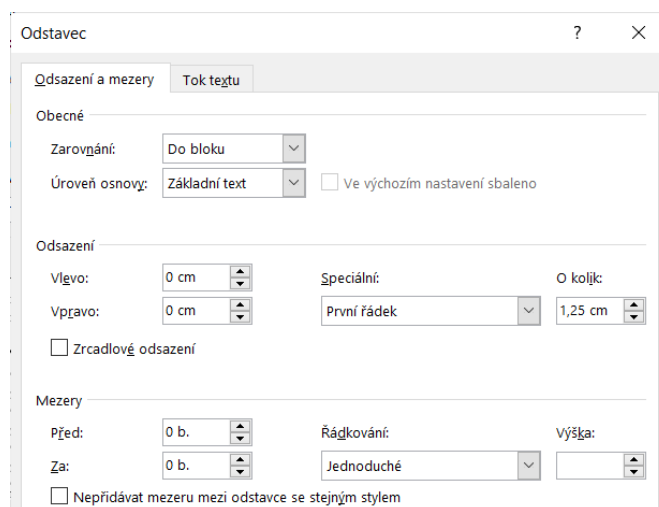 Odstavec ? ×
Odsazení a mezery Tok textu
Obecné
Zarovnání: Do bloku
Úroveň osnovy: Základní text Ve výchozím nastavení sbaleno
Odsazení
Vlevo: 0 cm Speciální: O kolik:
Vpravo: 0 cm První řádek 1,25 cm
Zrcadlové odsazení
Mezery
Před: 0 b. Řádkování: Výška:
Za: 0 b. Jednoduché
Nepřidávat mezeru mezi odstavce se stejným stylem